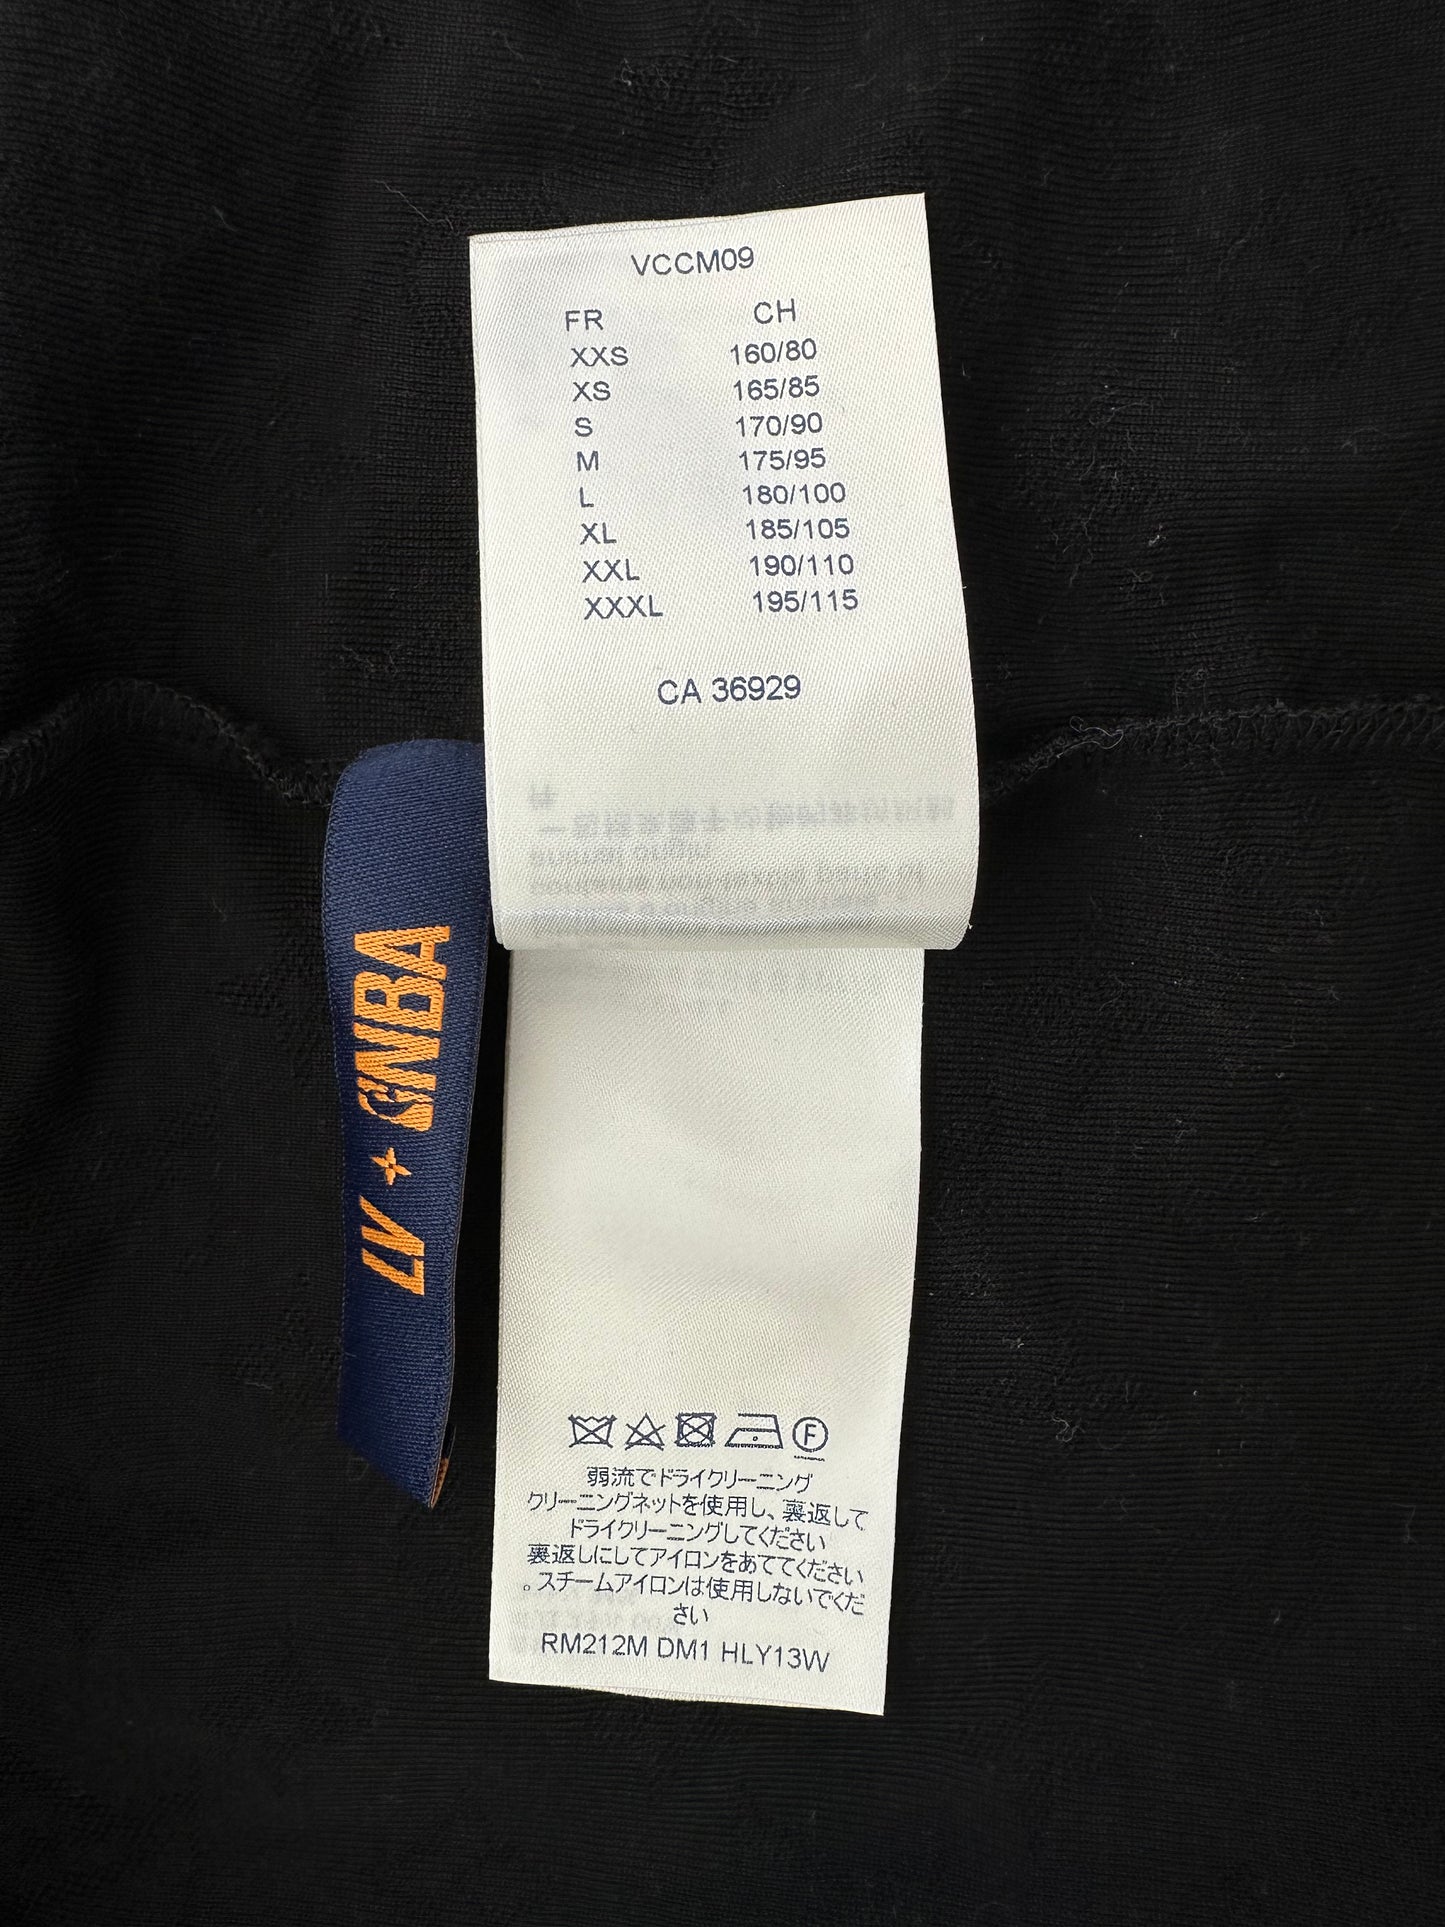 VCCM09
FR CH
XXS 160/80
XS 165/85
S 170/90
M 175/95
L 180/100
XL 185/105
XXL 190/110
XXXL 195/115
CA 36929
LV + NBA
F
弱流でドライクリーニング
クリーニングネットを使用し、裏返して
ドライクリーニングしてください
裏返しにしてアイロンをあててください
。スチームアイロンは使用しないでくだ
さい
RM212M DM1 HLY13W